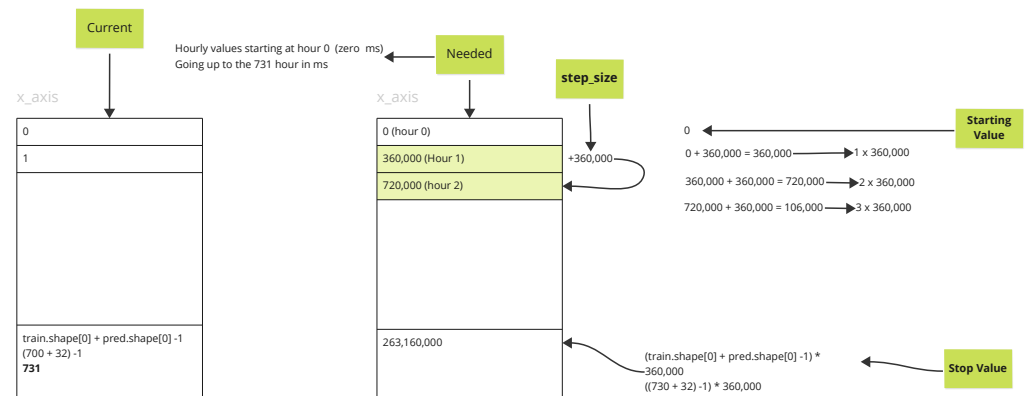 Current
Hourly values starting at hour 0 (zero ms)
Going up to the 731 hour in ms
Needed
step_size
x_axis
0
1
train.shape[0] + pred.shape[0] -1
(700 + 32) -1
731
x_axis
0 (hour 0)
360,000 (Hour 1)
720,000 (hour 2)
263,160,000
+360,000
Starting
Value
0
0 + 360,000 = 360,000
1 x 360,000
360,000 + 360,000 = 720,000
2 x 360,000
720,000 + 360,000 = 106,000
3 x 360,000
(train.shape[0] + pred.shape[0] -1) *
360,000
((730 + 32) -1) * 360,000
Stop Value